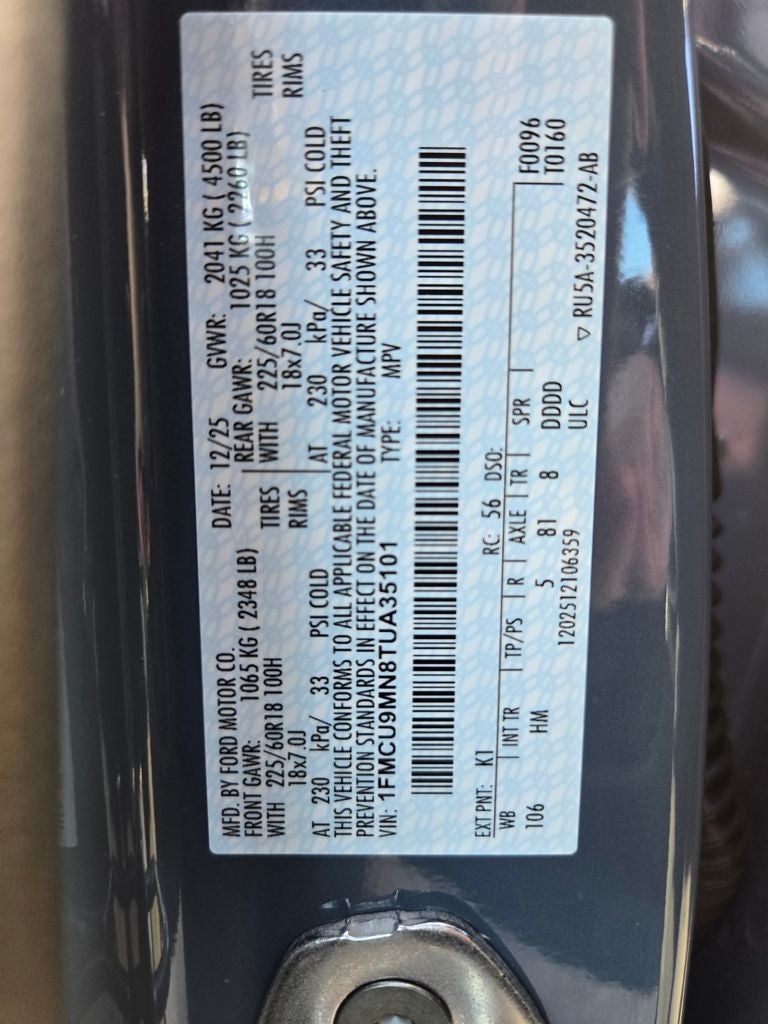 MFD. BY FORD MOTOR CO. DATE: 12/25 GVWR: 2041 KG ( 4500 LB)
FRONT GAWR: 1065 KG ( 2348 LB) REAR GAWR: 1025 KG ( 2260 LB)
WITH 225/60R18 100H TIRES WITH 225/60R18 100H TIRES
18x7.0J RIMS 18x7.0J RIMS
AT 230 kPa/ 33 PSI COLD AT 230 kPa/ 33 PSI COLD
THIS VEHICLE CONFORMS TO ALL APPLICABLE FEDERAL MOTOR VEHICLE SAFETY AND THEFT
PREVENTION STANDARDS IN EFFECT ON THE DATE OF MANUFACTURE SHOWN ABOVE.
VIN: 1FMCU9MN8TUA35101 TYPE: MPV
EXT PNT: K1 RC: 56 DSO:
WB INT TR TP/PS R AXLE TR SPR F0096
106 HM 5 81 8 DDDD T0160
ULC
1202512106359 ▽ RU5A-3520472-AB